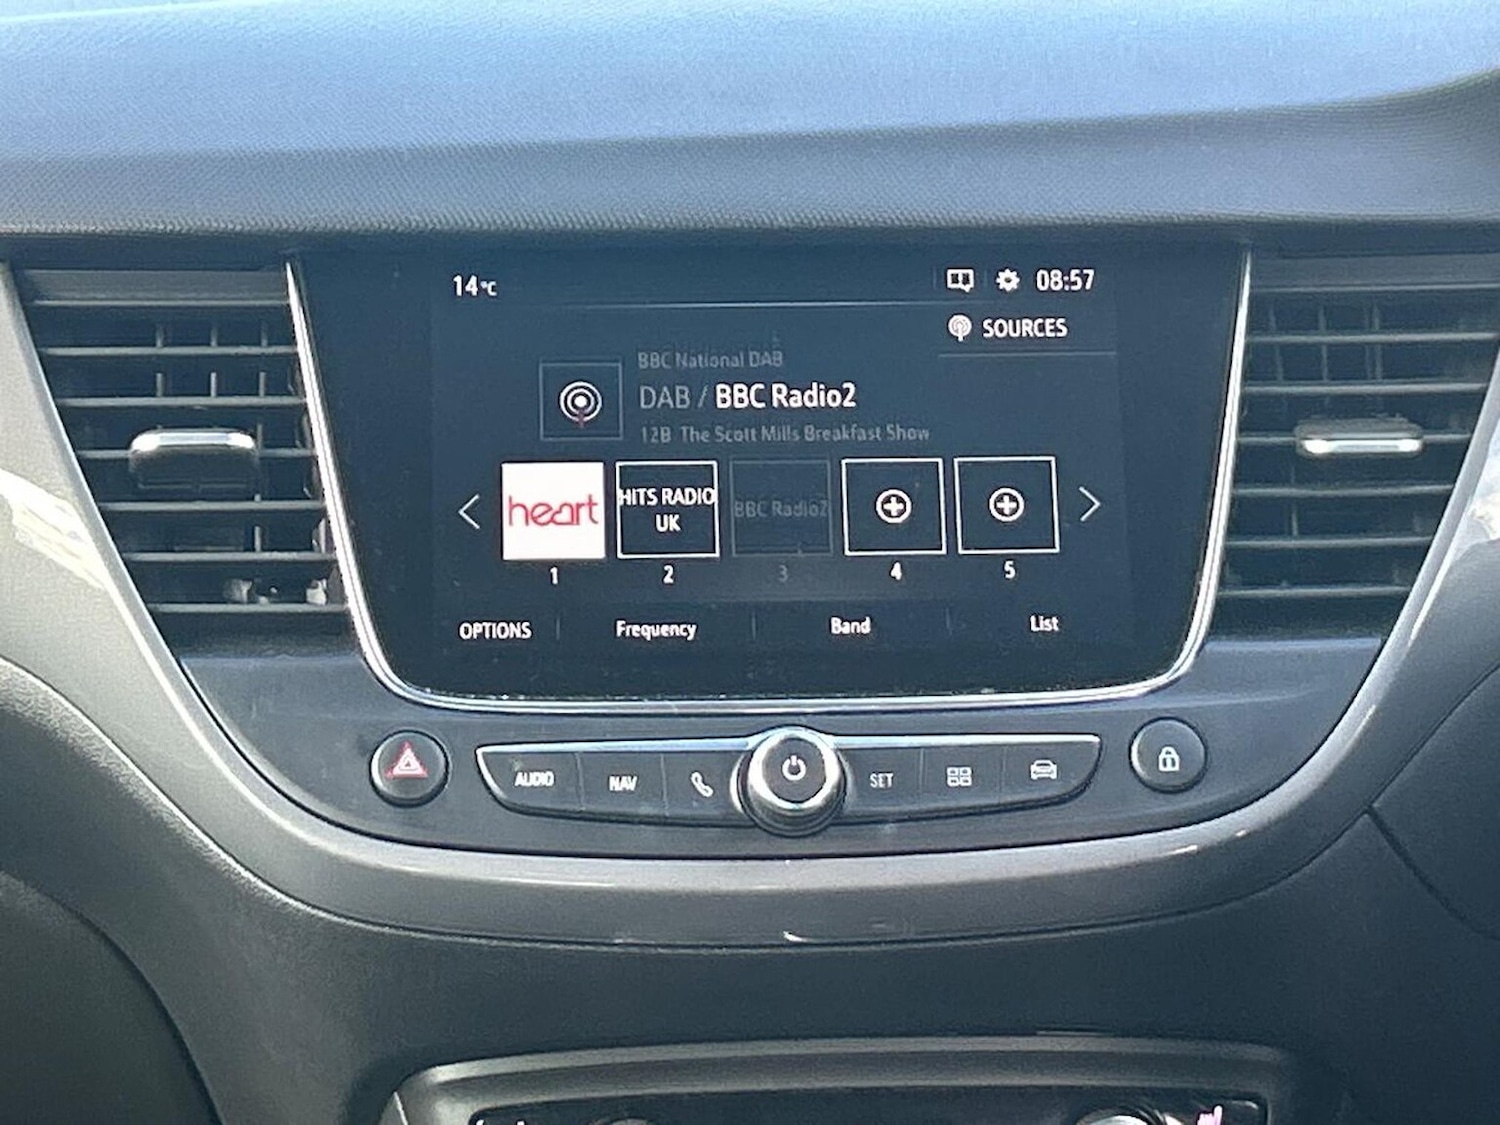 14°C
08:57
SOURCES
BBC National DAB
DAB / BBC Radio2
12B The Scott Mills Breakfast Show
heart
HITS RADIO
UK
BBC Radio2
1
2
3
4
5
OPTIONS
Frequency
Band
List
AUDIO
NAV
SET